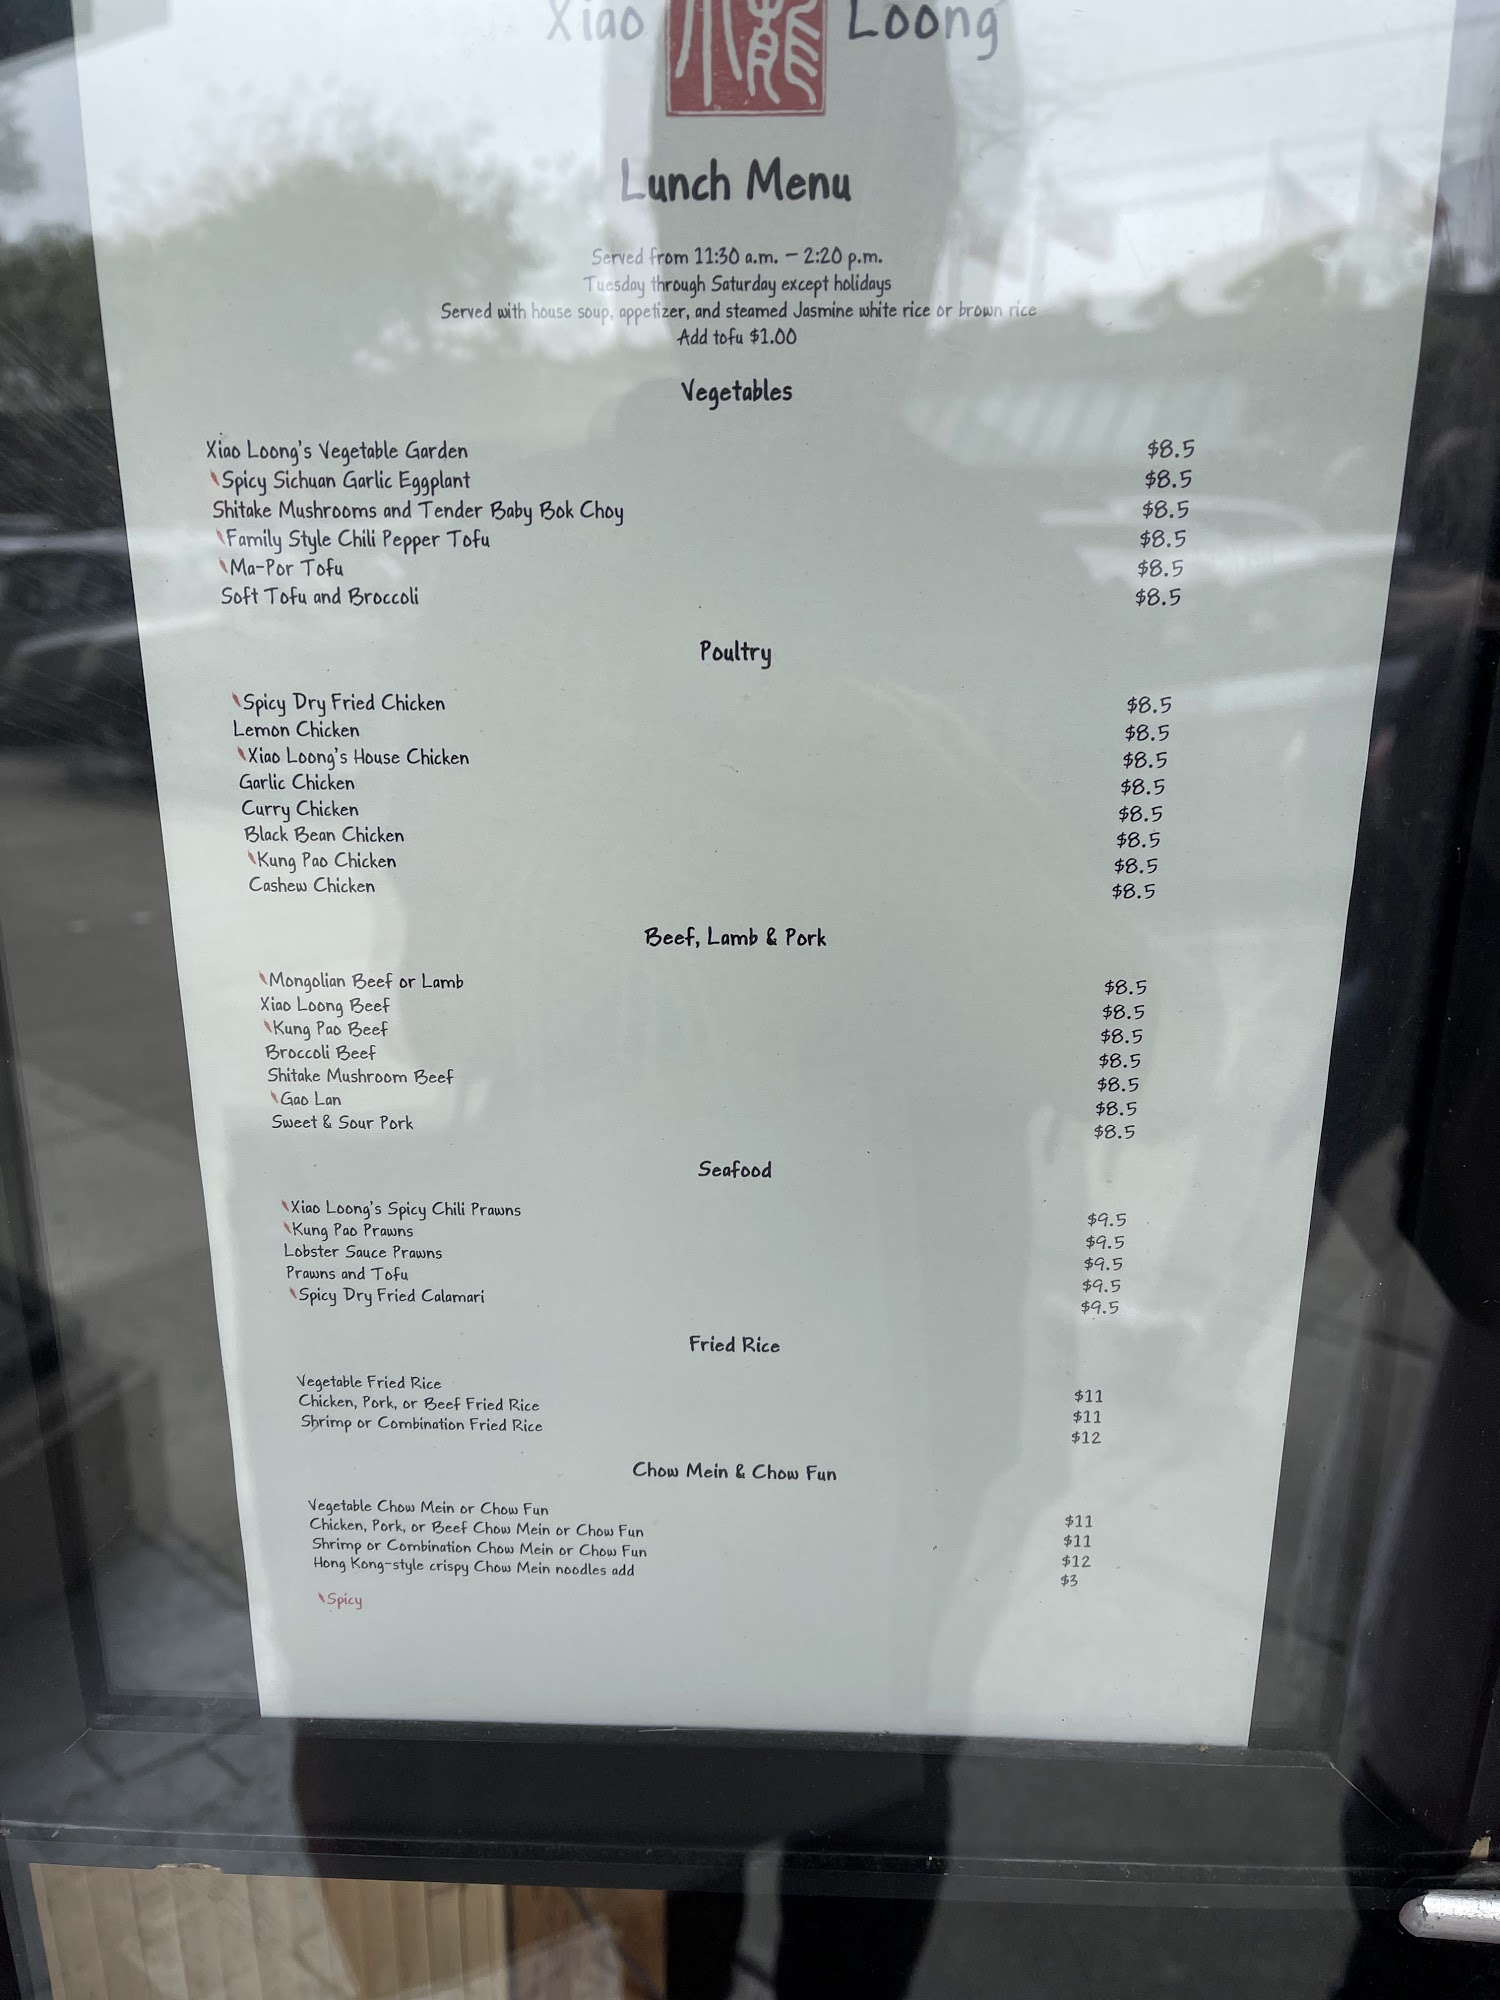 Xiao 小龍 Loong
Lunch Menu
Served from 11:30 a.m. – 2:20 p.m.
Tuesday through Saturday except holidays
Served with house soup, appetizer, and steamed Jasmine white rice or brown rice
Add tofu $1.00
Vegetables
Xiao Loong's Vegetable Garden $8.5
Spicy Sichuan Garlic Eggplant $8.5
Shitake Mushrooms and Tender Baby Bok Choy $8.5
Family Style Chili Pepper Tofu $8.5
Ma-Por Tofu $8.5
Soft Tofu and Broccoli $8.5
Poultry
Spicy Dry Fried Chicken $8.5
Lemon Chicken $8.5
Xiao Loong's House Chicken $8.5
Garlic Chicken $8.5
Curry Chicken $8.5
Black Bean Chicken $8.5
Kung Pao Chicken $8.5
Cashew Chicken $8.5
Beef, Lamb & Pork
Mongolian Beef or Lamb $8.5
Xiao Loong Beef $8.5
Kung Pao Beef $8.5
Broccoli Beef $8.5
Shitake Mushroom Beef $8.5
Gao Lan $8.5
Sweet & Sour Pork $8.5
Seafood
Xiao Loong's Spicy Chili Prawns $9.5
Kung Pao Prawns $9.5
Lobster Sauce Prawns $9.5
Prawns and Tofu $9.5
Spicy Dry Fried Calamari $9.5
Fried Rice
Vegetable Fried Rice $11
Chicken, Pork, or Beef Fried Rice $11
Shrimp or Combination Fried Rice $12
Chow Mein & Chow Fun
Vegetable Chow Mein or Chow Fun $11
Chicken, Pork, or Beef Chow Mein or Chow Fun $11
Shrimp or Combination Chow Mein or Chow Fun $12
Hong Kong-style crispy Chow Mein noodles add $3
Spicy